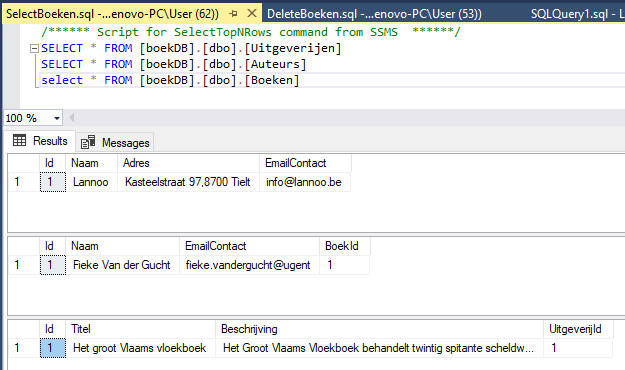 SelectBoeken.sql -...enovo-PC\User (62)) DeleteBoeken.sql -...enovo-PC\User (53)) SQLQuery1.sql - L
/****** Script for SelectTopNRows command from SSMS ******/
SELECT * FROM [boekDB].[dbo].[Uitgeverijen]
SELECT * FROM [boekDB].[dbo].[Auteurs]
select * FROM [boekDB].[dbo].[Boeken]
100 %
Results Messages
Id Naam Adres EmailContact
1 1 Lannoo Kasteelstraat 97,8700 Tielt info@lannoo.be
Id Naam EmailContact BoekId
1 1 Fieke Van der Gucht fieke.vandergucht@ugent 1
Id Titel Beschrijving UitgeverijId
1 1 Het groot Vlaams vloekboek Het Groot Vlaams Vloekboek behandelt twintig spitante scheldw... 1